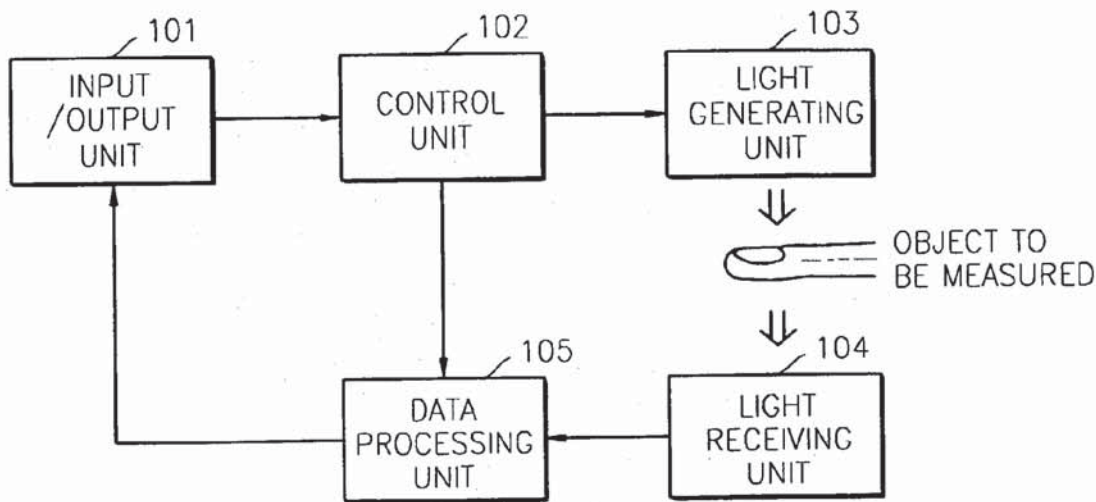 101
INPUT
/OUTPUT
UNIT
102
CONTROL
UNIT
103
LIGHT
GENERATING
UNIT
OBJECT TO
BE MEASURED
105
DATA
PROCESSING
UNIT
104
LIGHT
RECEIVING
UNIT